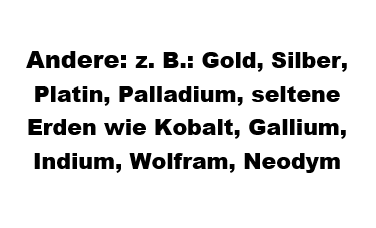 Andere: z. B.: Gold, Silber,
Platin, Palladium, seltene
Erden wie Kobalt, Gallium,
Indium, Wolfram, Neodym